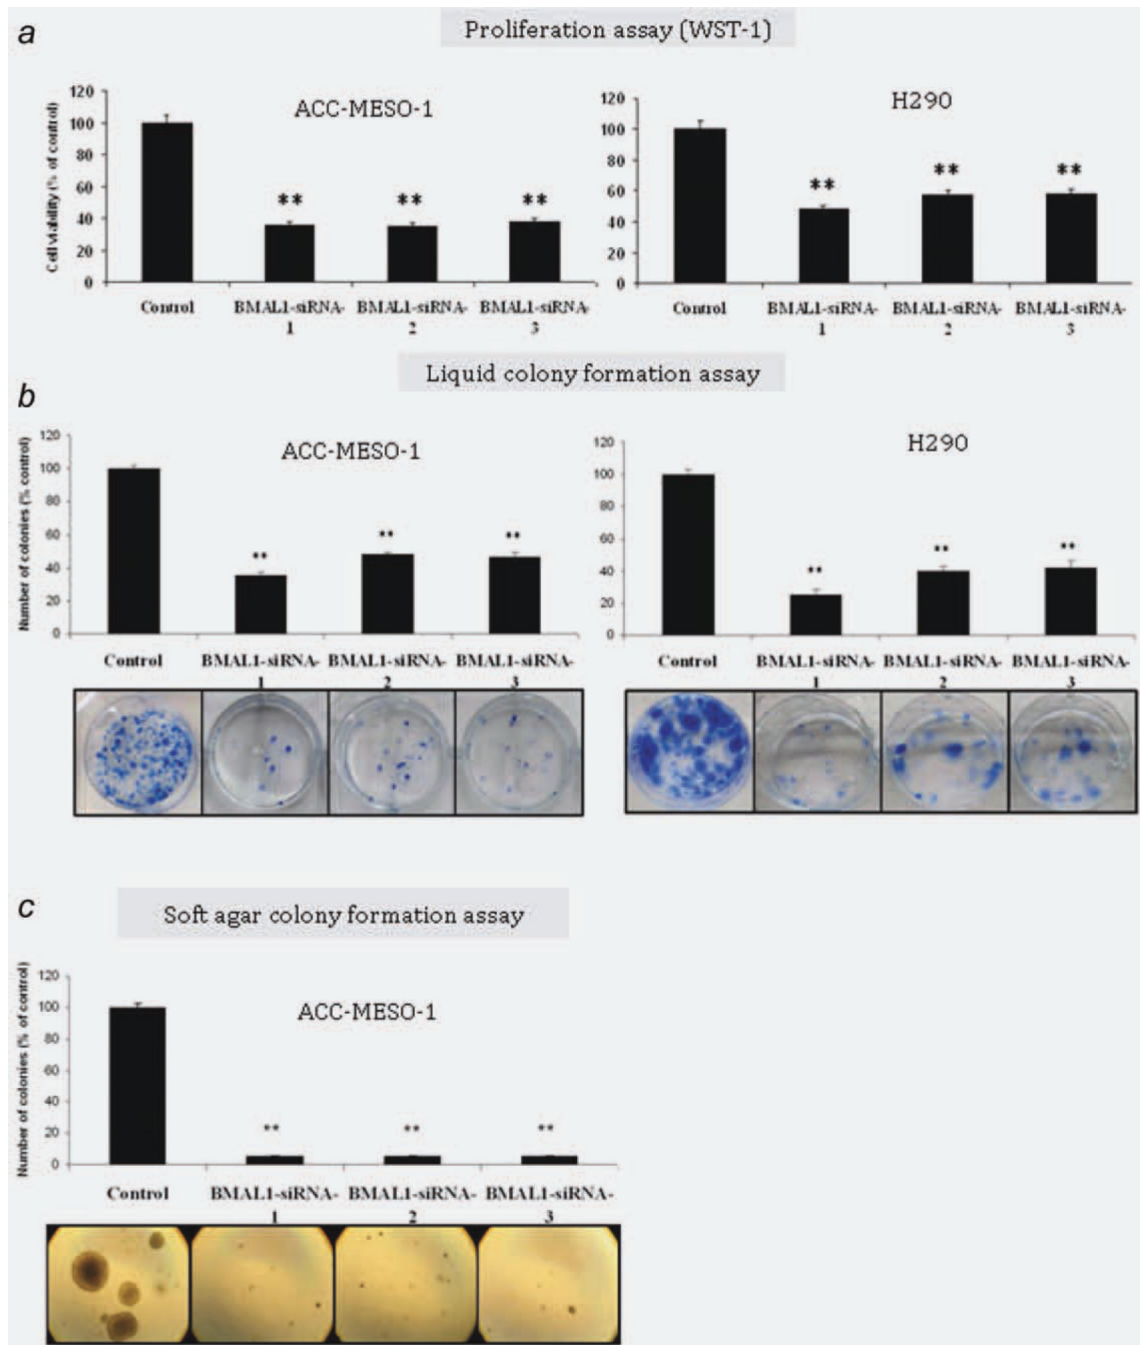 a
Proliferation assay (WST-1)
Cell viability (% of control)
120
100
80
60
40
20
0
ACC-MESO-1
**
**
**
Control
BMAL1-siRNA-1
BMAL1-siRNA-2
BMAL1-siRNA-3
120
100
80
60
40
20
0
H290
**
**
**
Control
BMAL1-siRNA-1
BMAL1-siRNA-2
BMAL1-siRNA-3
b
Liquid colony formation assay
Number of colonies (% control)
120
100
80
60
40
20
0
ACC-MESO-1
**
**
**
Control
BMAL1-siRNA-1
BMAL1-siRNA-2
BMAL1-siRNA-3
120
100
80
60
40
20
0
H290
**
**
**
Control
BMAL1-siRNA-1
BMAL1-siRNA-2
BMAL1-siRNA-3
c
Soft agar colony formation assay
Number of colonies (% of control)
120
100
80
60
40
20
0
ACC-MESO-1
**
**
**
Control
BMAL1-siRNA-1
BMAL1-siRNA-2
BMAL1-siRNA-3